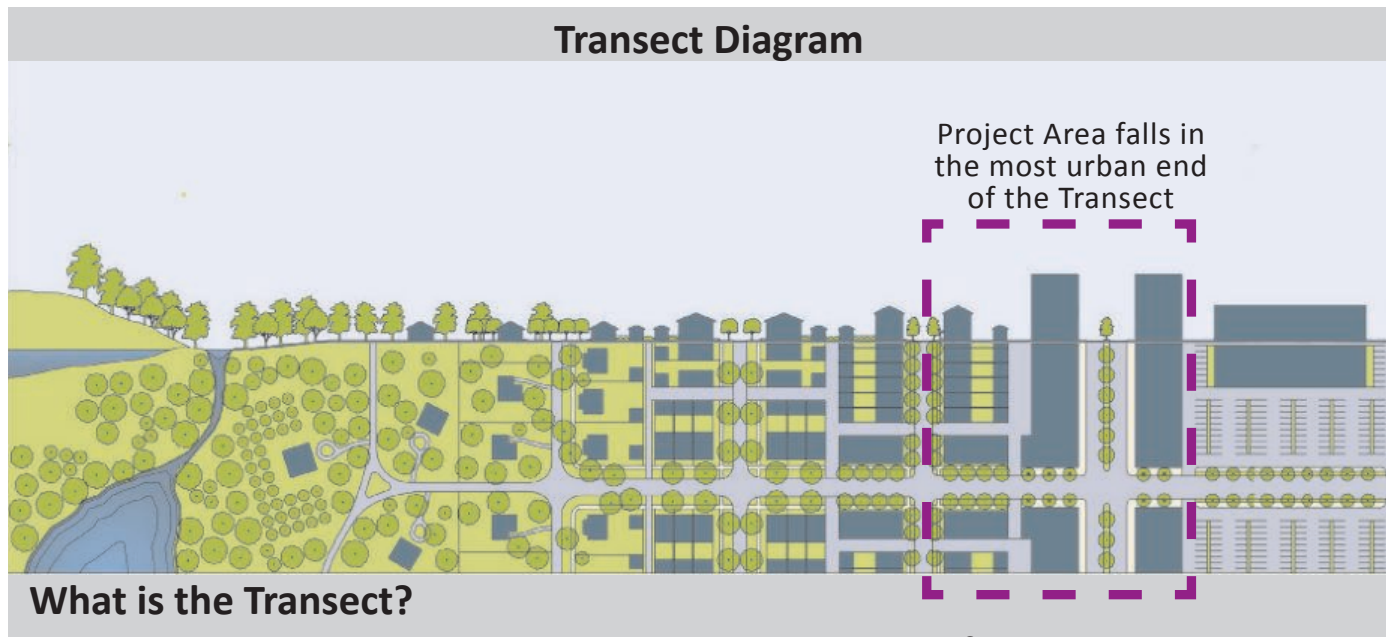 Transect Diagram
Project Area falls in
the most urban end
of the Transect
What is the Transect?